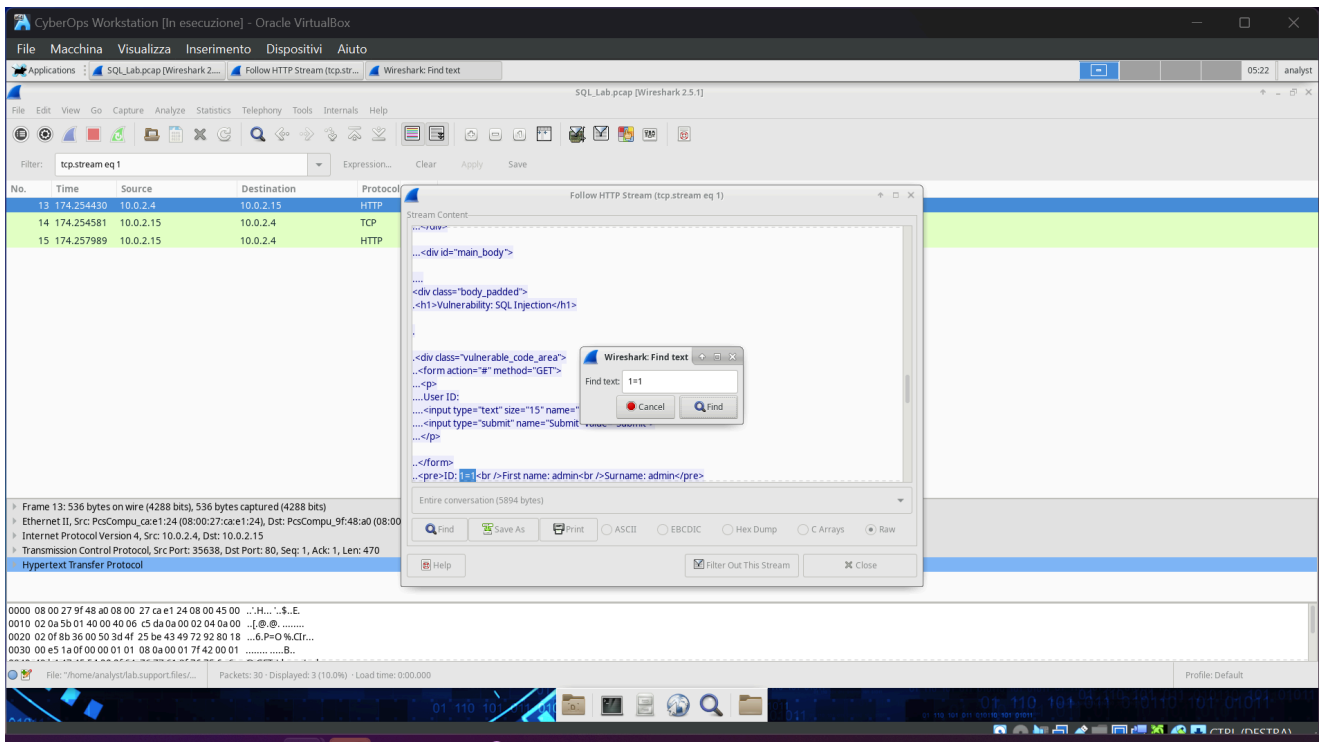 CyberOps Workstation [In esecuzione] - Oracle VirtualBox
File Macchina Visualizza Inserimento Dispositivi Aiuto
Applications SQL_Lab.pcap [Wireshark 2.... Follow HTTP Stream (tcp.str... Wireshark: Find text 05:22 analyst
SQL_Lab.pcap [Wireshark 2.5.1]
File Edit View Go Capture Analyze Statistics Telephony Tools Internals Help
Filter: tcp.stream eq 1 Expression... Clear Apply Save
No. Time Source Destination Protocol
13 174.254430 10.0.2.4 10.0.2.15 HTTP
14 174.254581 10.0.2.15 10.0.2.4 TCP
15 174.257989 10.0.2.15 10.0.2.4 HTTP
Follow HTTP Stream (tcp.stream eq 1)
Stream Content
...</div>
...<div id="main_body">
....
<div class="body_padded">
.<h1>Vulnerability: SQL Injection</h1>
.
.<div class="vulnerable_code_area">
..<form action="#" method="GET">
...<p>
....User ID:
....<input type="text" size="15" name="
....<input type="submit" name="Submit"
...</p>
..</form>
..<pre>ID: 1=1<br />First name: admin<br />Surname: admin</pre>
Wireshark: Find text
Find text: 1=1
Cancel Find
Entire conversation (5894 bytes)
Find Save As Print ASCII EBCDIC Hex Dump C Arrays Raw
Help Filter Out This Stream Close
Frame 13: 536 bytes on wire (4288 bits), 536 bytes captured (4288 bits)
Ethernet II, Src: PcsCompu_ca:e1:24 (08:00:27:ca:e1:24), Dst: PcsCompu_9f:48:a0 (08:00
Internet Protocol Version 4, Src: 10.0.2.4, Dst: 10.0.2.15
Transmission Control Protocol, Src Port: 35638, Dst Port: 80, Seq: 1, Ack: 1, Len: 470
Hypertext Transfer Protocol
0000 08 00 27 9f 48 a0 08 00 27 ca e1 24 08 00 45 00 ..'.H... '..$..E.
0010 02 0a 5b 01 40 00 40 06 c5 da 0a 00 02 04 0a 00 ..[.@.@. ........
0020 02 0f 8b 36 00 50 3d 4f 25 be 43 49 72 92 80 18 ...6.P=O %.CIr...
0030 00 e5 1a 0f 00 00 01 01 08 0a 00 01 7f 42 00 01 ........ .....B..
File: "/home/analyst/lab.support.files/... Packets: 30 · Displayed: 3 (10.0%) · Load time: 0:00.000 Profile: Default
CTRL (DESTRA)